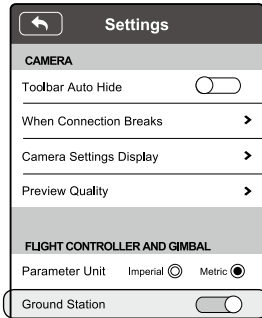 Settings
CAMERA
Toolbar Auto Hide
When Connection Breaks
Camera Settings Display
Preview Quality
FLIGHT CONTROLLER AND GIMBAL
Parameter Unit Imperial Metric
Ground Station